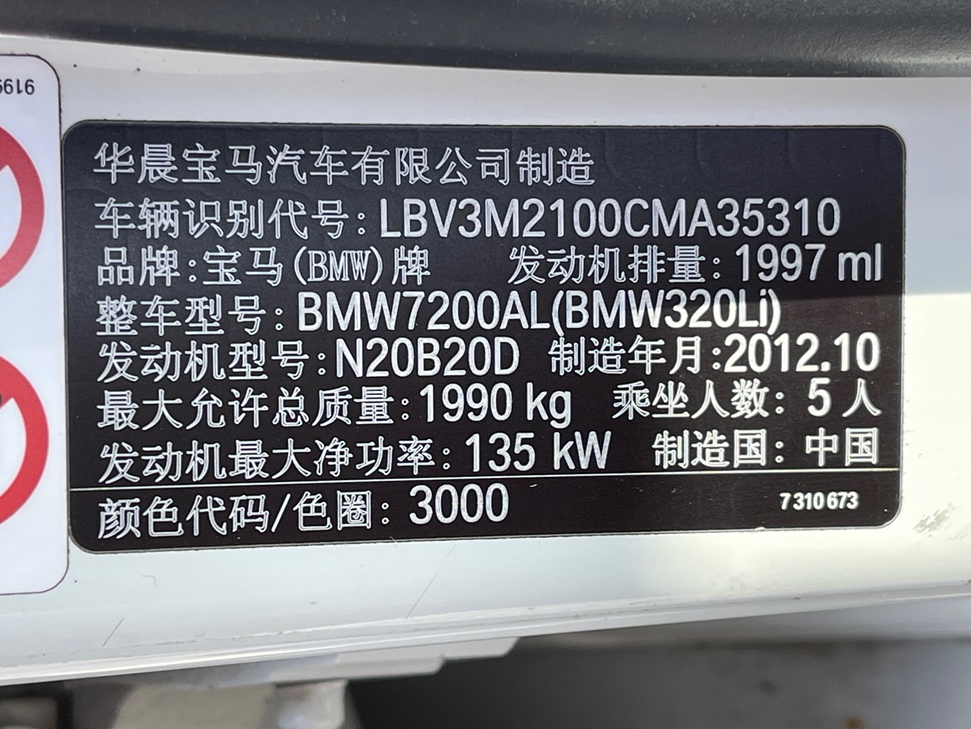 9199
华晨宝马汽车有限公司制造
车辆识别代号:LBV3M2100CMA35310
品牌:宝马(BMW)牌 发动机排量:1997 ml
整车型号:BMW7200AL(BMW320Li)
发动机型号:N20B20D 制造年月:2012.10
最大允许总质量:1990 kg 乘坐人数: 5 人
发动机最大净功率: 135 kW 制造国: 中国
颜色代码/色圈: 3000 7 310 673